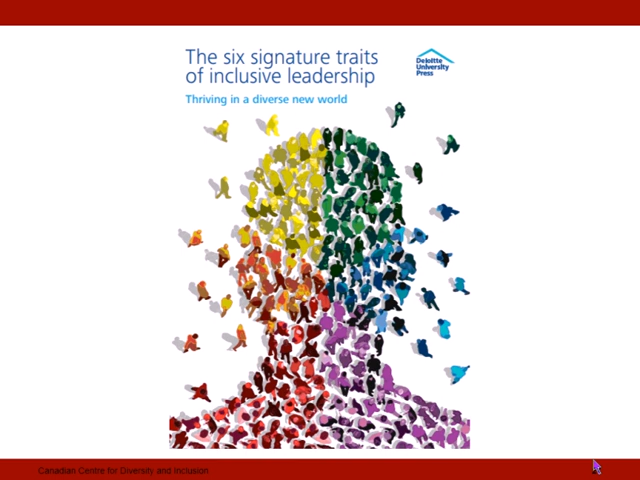 The six signature traits
of inclusive leadership
Thriving in a diverse new world
Deloitte
University
Press
Canadian Centre for Diversity and Inclusion